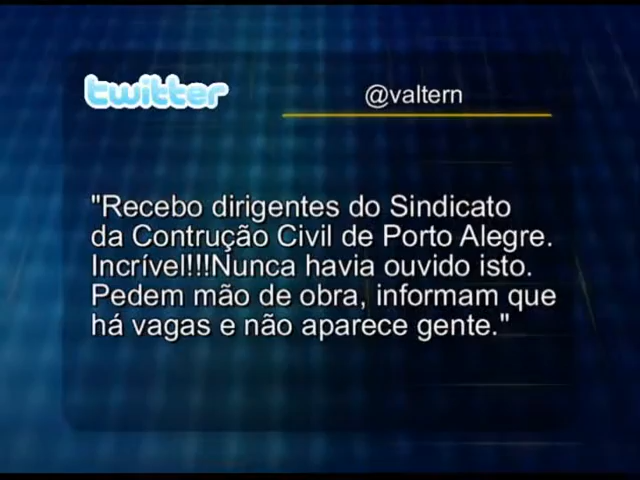 twitter
@valtern
"Recebo dirigentes do Sindicato
da Contrução Civil de Porto Alegre.
Incrível!!!Nunca havia ouvido isto.
Pedem mão de obra, informam que
há vagas e não aparece gente."